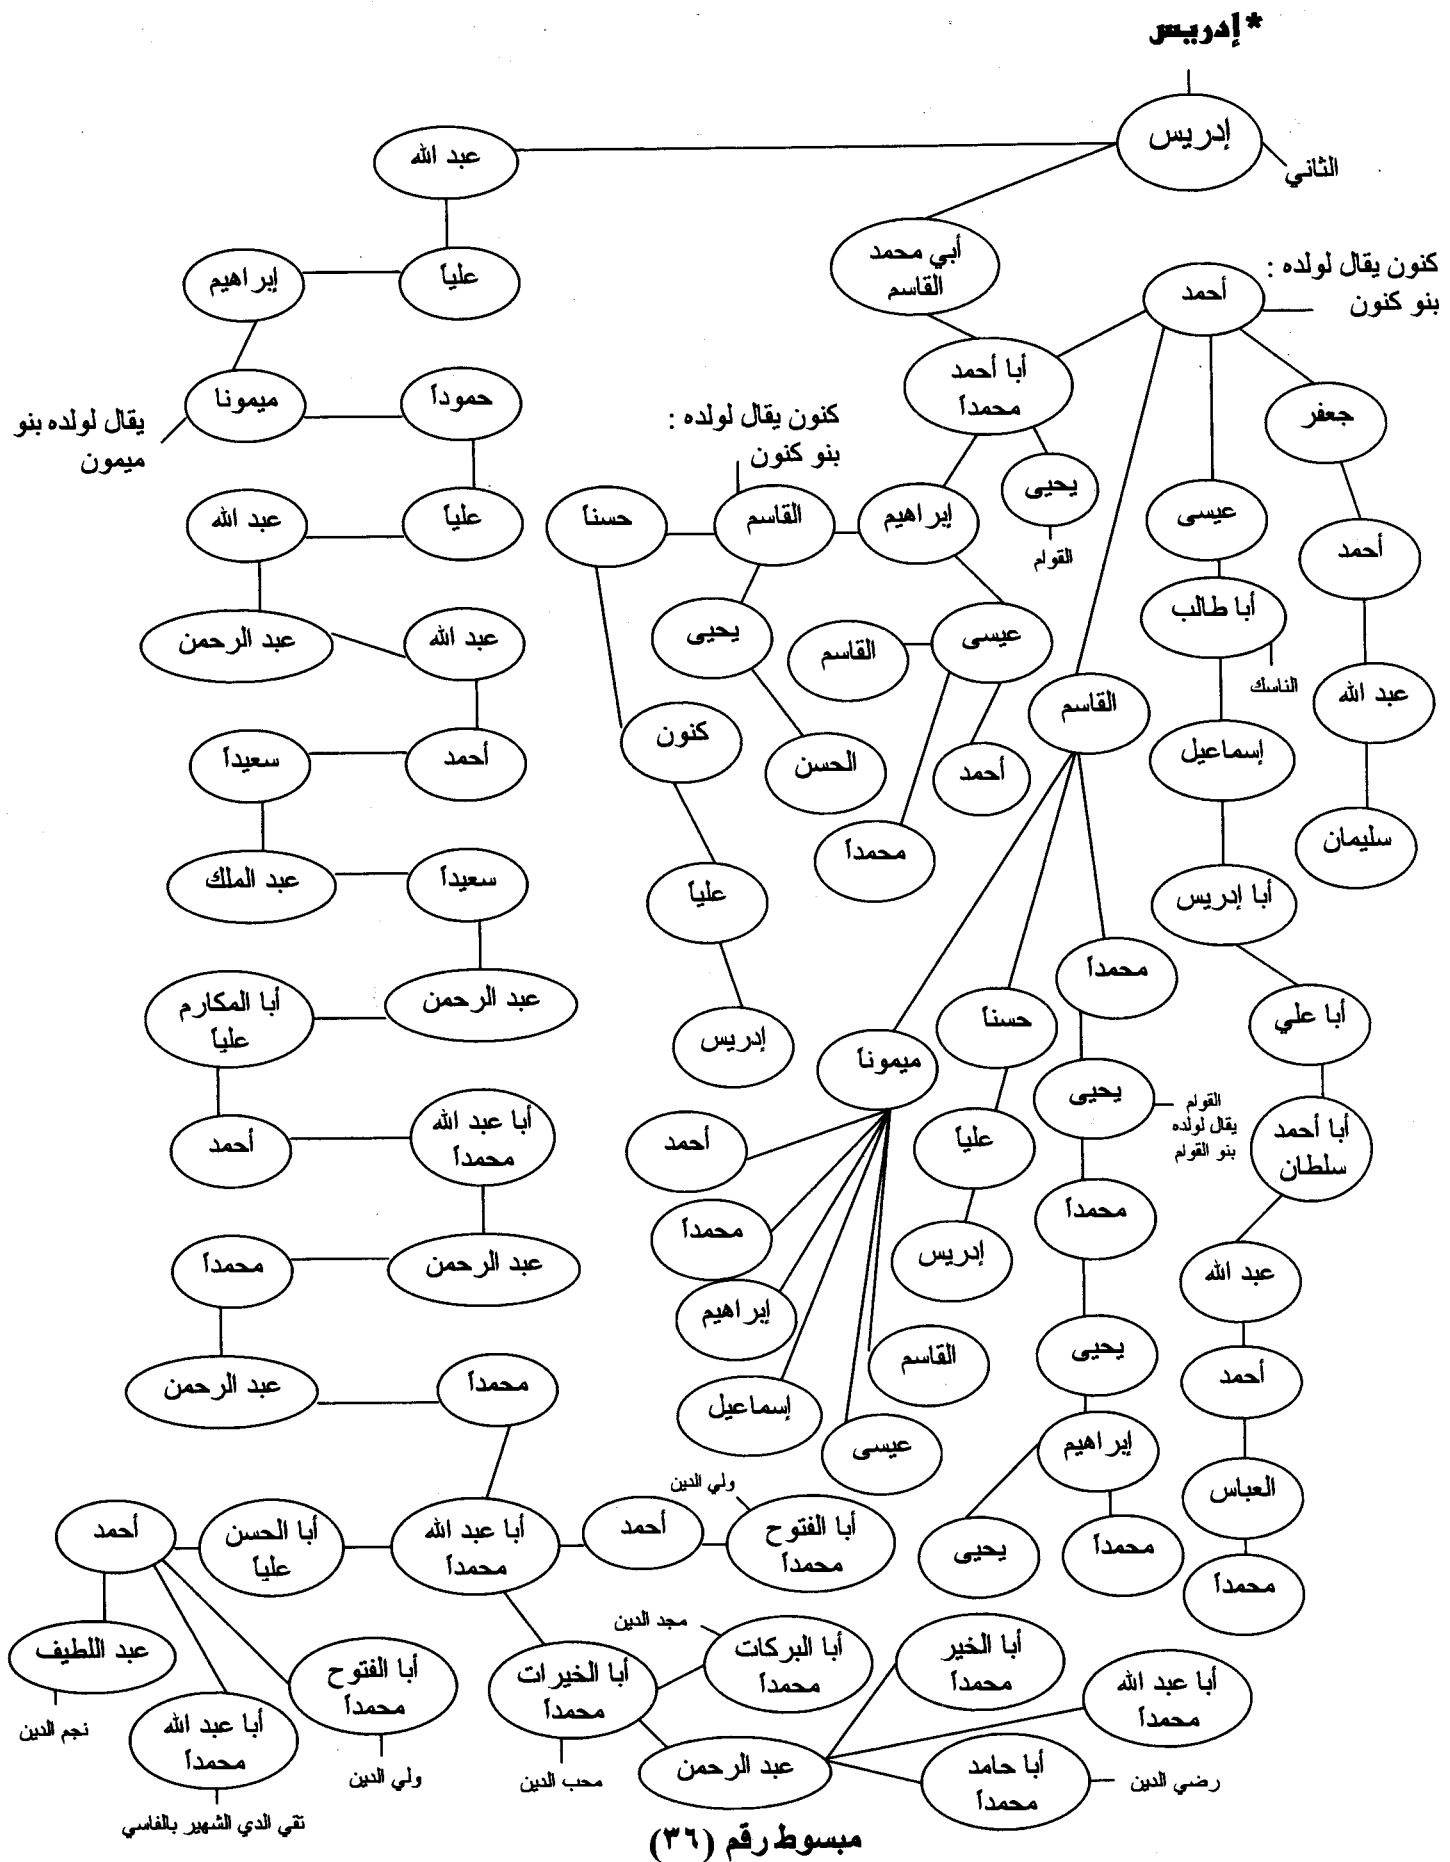 *إدريس
إدريس
الثاني
عبد الله
أبي محمد
القاسم
كنون يقال لولده :
بنو كنون
أحمد
علياً
إبراهيم
أبا أحمد
محمداً
جعفر
حموداً
ميمونا
يقال لولده بنو
ميمون
كنون يقال لولده :
بنو كنون
يحيى
القوام
إبراهيم
القاسم
حسناً
عيسى
أحمد
علياً
عبد الله
أبا طالب
الناسك
عيسى
القاسم
يحيى
عبد الله
عبد الرحمن
عبد الله
القاسم
كنون
الحسن
أحمد
إسماعيل
أحمد
سعيداً
سليمان
محمداً
أبا إدريس
علياً
سعيداً
عبد الملك
محمداً
أبا علي
حسناً
إدريس
ميموناً
عبد الرحمن
أبا المكارم
علياً
يحيى
القوام
يقال لولده
بنو القوام
أبا أحمد
سلطان
علياً
أحمد
أبا عبد الله
محمداً
أحمد
محمداً
محمداً
إدريس
عبد الله
عبد الرحمن
محمداً
إبراهيم
القاسم
يحيى
أحمد
محمداً
عبد الرحمن
إسماعيل
عيسى
إبراهيم
العباس
ولي الدين
أبا الفتوح
محمداً
أحمد
أبا عبد الله
محمداً
أبا الحسن
علياً
أحمد
يحيى
محمداً
محمداً
مجد الدين
أبا البركات
محمداً
أبا الخير
محمداً
أبا عبد الله
محمداً
عبد اللطيف
نجم الدين
أبا الفتوح
محمداً
ولي الدين
أبا الخيرات
محمداً
محب الدين
أبا عبد الله
محمداً
تقي الدي الشهير بالفاسي
عبد الرحمن
أبا حامد
محمداً
رضي الدين
مبسوط رقم (٣٦)